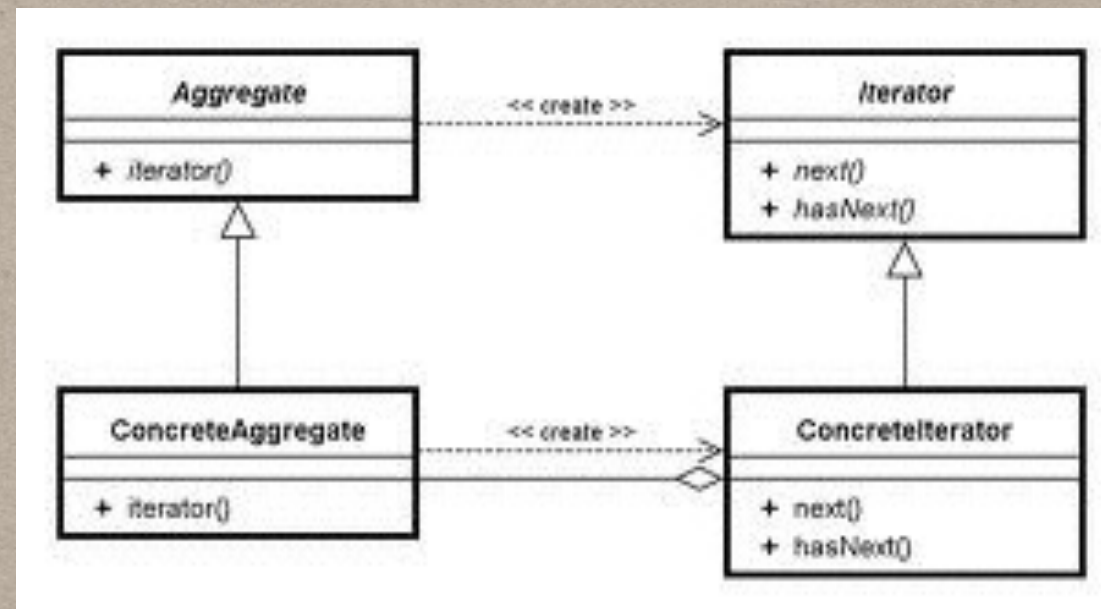 Aggregate
+ iterator()
<< create >>
Iterator
+ next()
+ hasNext()
ConcreteAggregate
+ iterator()
<< create >>
ConcreteIterator
+ next()
+ hasNext()